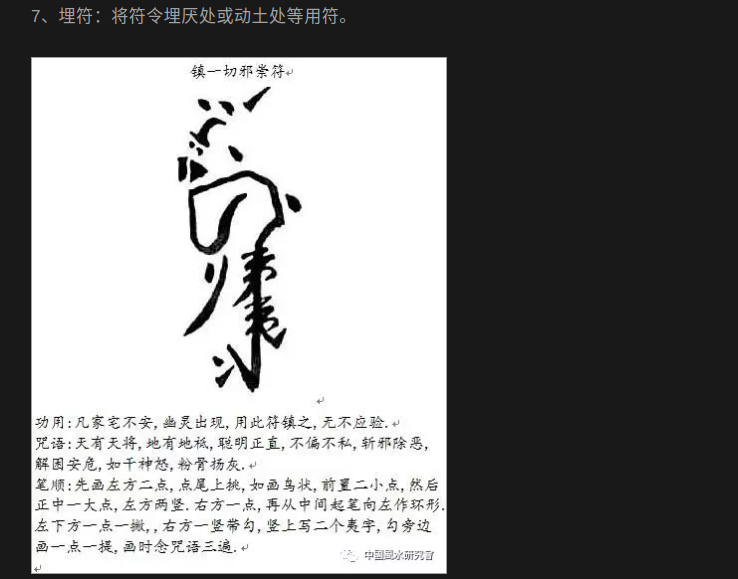 7、埋符：将符令埋厌处或动土处等用符。
镇一切邪祟符
功用:凡家宅不安,幽灵出现,用此符镇之,无不应验.
咒语:天有天将,地有地祇,聪明正直,不偏不私,斩邪除恶,
解困安危,如干神怒,粉骨扬灰.
笔顺:先画左方二点,点尾上挑,如画鸟状,前置二小点,然后
正中一大点,左方两竖.右方一点,再从中间起笔向左作环形.
左下方一点一撇,,右方一竖带勾,竖上写二个夷字,勾旁边
画一点一提,画时念咒语三遍.
中国风水研究会